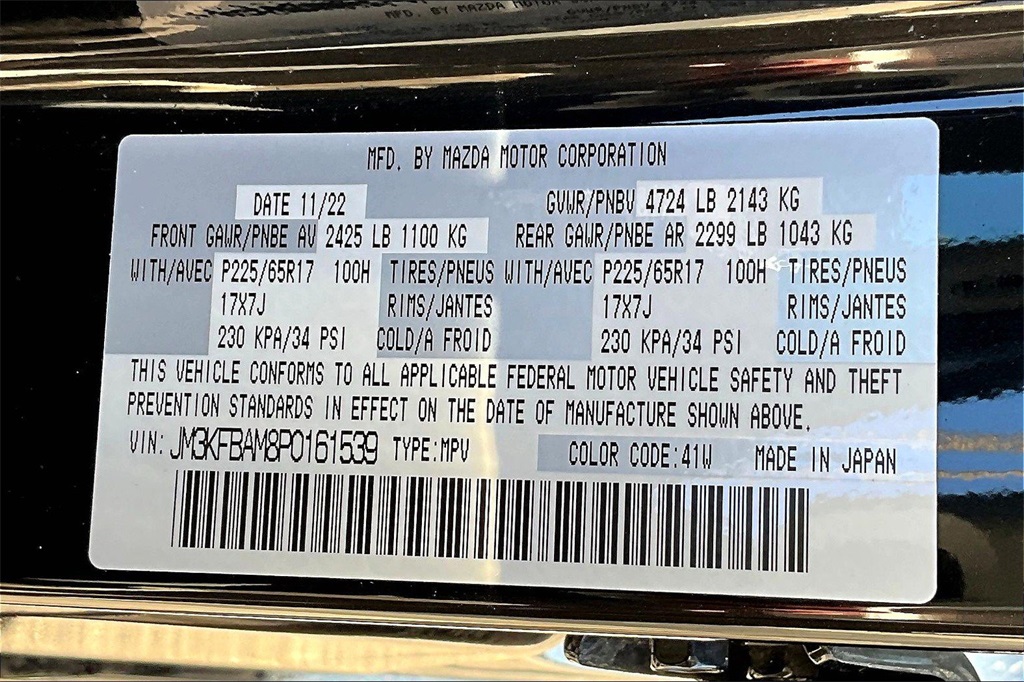 MFD. BY MAZDA MOTOR CORPORATION
DATE 11/22 GVWR/PNBV 4724 LB 2143 KG
FRONT GAWR/PNBE AV 2425 LB 1100 KG REAR GAWR/PNBE AR 2299 LB 1043 KG
WITH/AVEC P225/65R17 100H TIRES/PNEUS WITH/AVEC P225/65R17 100H TIRES/PNEUS
17X7J RIMS/JANTES 17X7J RIMS/JANTES
230 KPA/34 PSI COLD/A FROID 230 KPA/34 PSI COLD/A FROID
THIS VEHICLE CONFORMS TO ALL APPLICABLE FEDERAL MOTOR VEHICLE SAFETY AND THEFT
PREVENTION STANDARDS IN EFFECT ON THE DATE OF MANUFACTURE SHOWN ABOVE.
VIN: JM3KFBAM8P0161539 TYPE:MPV COLOR CODE:41W MADE IN JAPAN